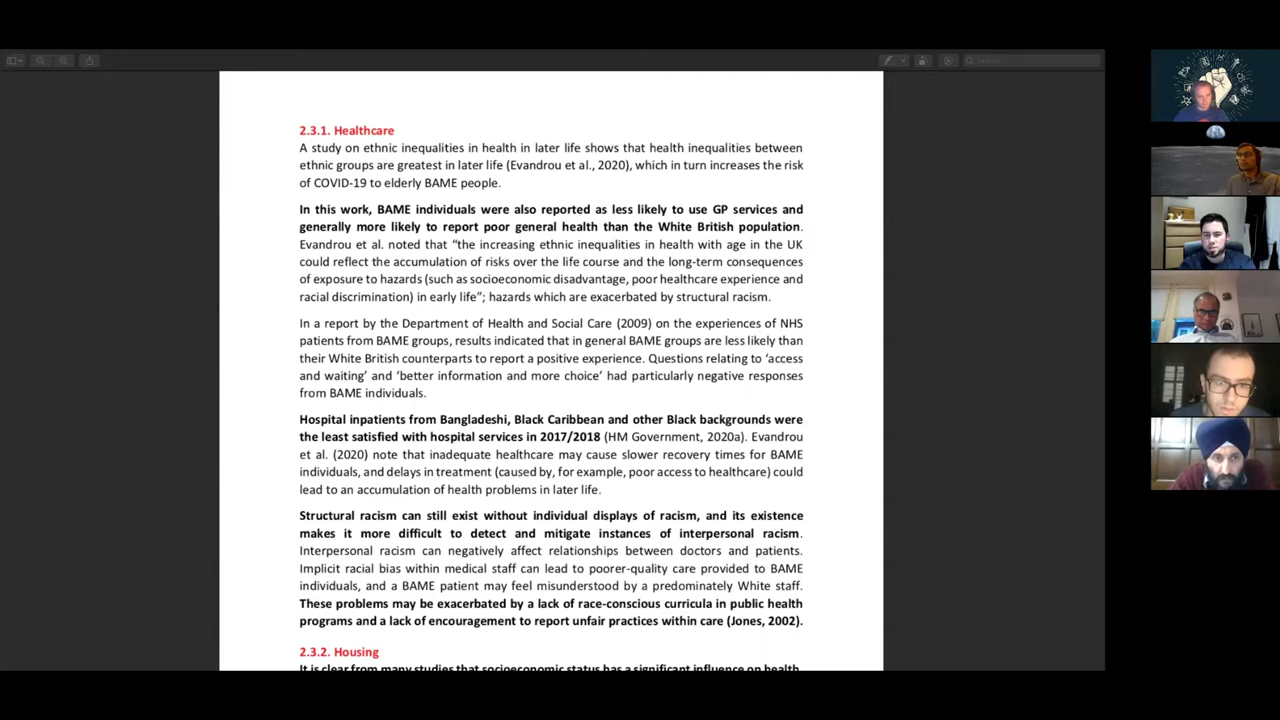 2.3.1. Healthcare
A study on ethnic inequalities in health in later life shows that health inequalities between
ethnic groups are greatest in later life (Evandrou et al., 2020), which in turn increases the risk
of COVID-19 to elderly BAME people.
In this work, BAME individuals were also reported as less likely to use GP services and
generally more likely to report poor general health than the White British population.
Evandrou et al. noted that “the increasing ethnic inequalities in health with age in the UK
could reflect the accumulation of risks over the life course and the long-term consequences
of exposure to hazards (such as socioeconomic disadvantage, poor healthcare experience and
racial discrimination) in early life”; hazards which are exacerbated by structural racism.
In a report by the Department of Health and Social Care (2009) on the experiences of NHS
patients from BAME groups, results indicated that in general BAME groups are less likely than
their White British counterparts to report a positive experience. Questions relating to ‘access
and waiting’ and ‘better information and more choice’ had particularly negative responses
from BAME individuals.
Hospital inpatients from Bangladeshi, Black Caribbean and other Black backgrounds were
the least satisfied with hospital services in 2017/2018 (HM Government, 2020a). Evandrou
et al. (2020) note that inadequate healthcare may cause slower recovery times for BAME
individuals, and delays in treatment (caused by, for example, poor access to healthcare) could
lead to an accumulation of health problems in later life.
Structural racism can still exist without individual displays of racism, and its existence
makes it more difficult to detect and mitigate instances of interpersonal racism.
Interpersonal racism can negatively affect relationships between doctors and patients.
Implicit racial bias within medical staff can lead to poorer-quality care provided to BAME
individuals, and a BAME patient may feel misunderstood by a predominately White staff.
These problems may be exacerbated by a lack of race-conscious curricula in public health
programs and a lack of encouragement to report unfair practices within care (Jones, 2002).
2.3.2. Housing
It is clear from many studies that socioeconomic status has a significant influence on health,